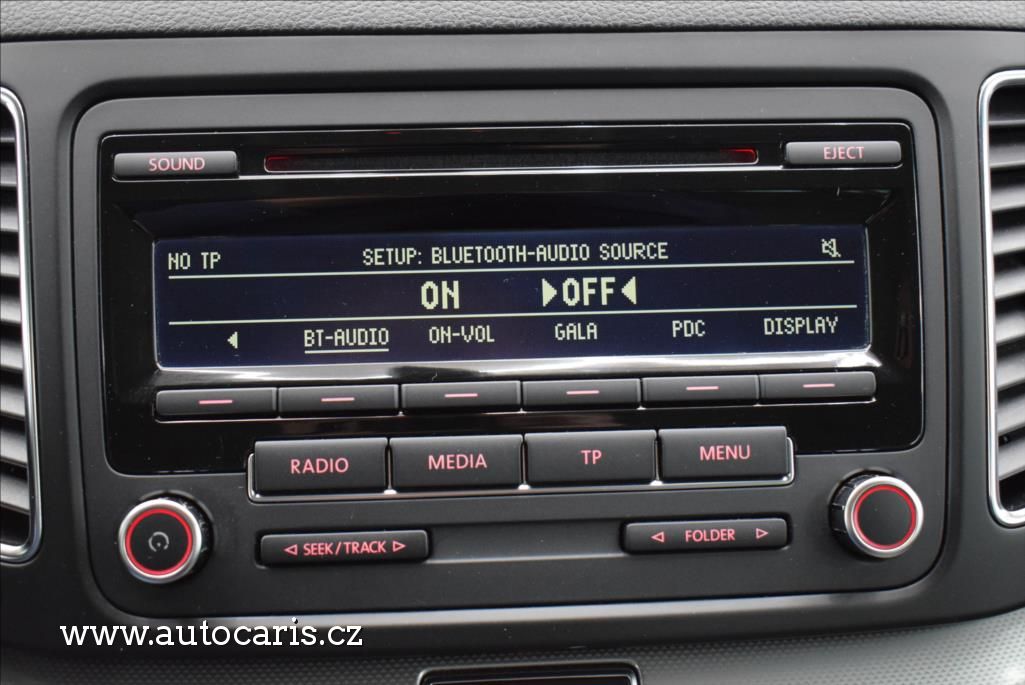 SOUND
EJECT
NO TP SETUP: BLUETOOTH-AUDIO SOURCE
ON OFF
BT-AUDIO ON-VOL GALA PDC DISPLAY
RADIO MEDIA TP MENU
SEEK/TRACK FOLDER
www.autocaris.cz